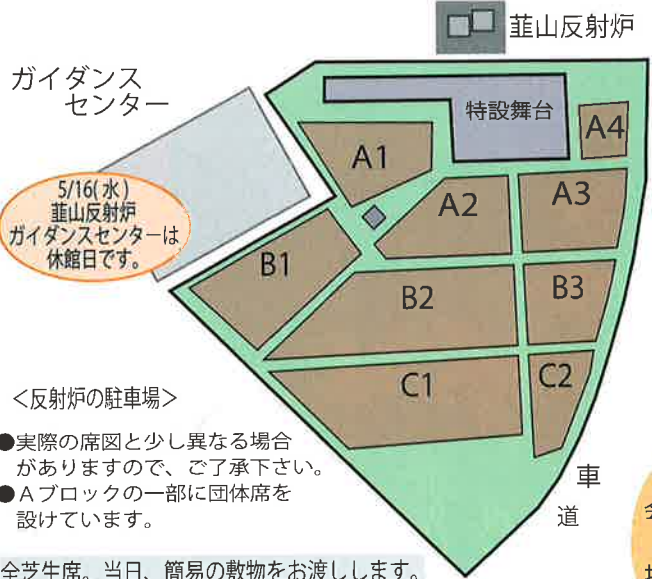 韮山反射炉
ガイダンス
センター
特設舞台
A4
A1
A2
A3
5/16(水)
韮山反射炉
ガイダンスセンターは
休館日です。
B1
B2
B3
C1
C2
＜反射炉の駐車場＞
●実際の席図と少し異なる場合
がありますので、ご了承下さい。
●Aブロックの一部に団体席を
設けています。
車
道
全芝生席。当日、簡易の敷物をお渡しします。